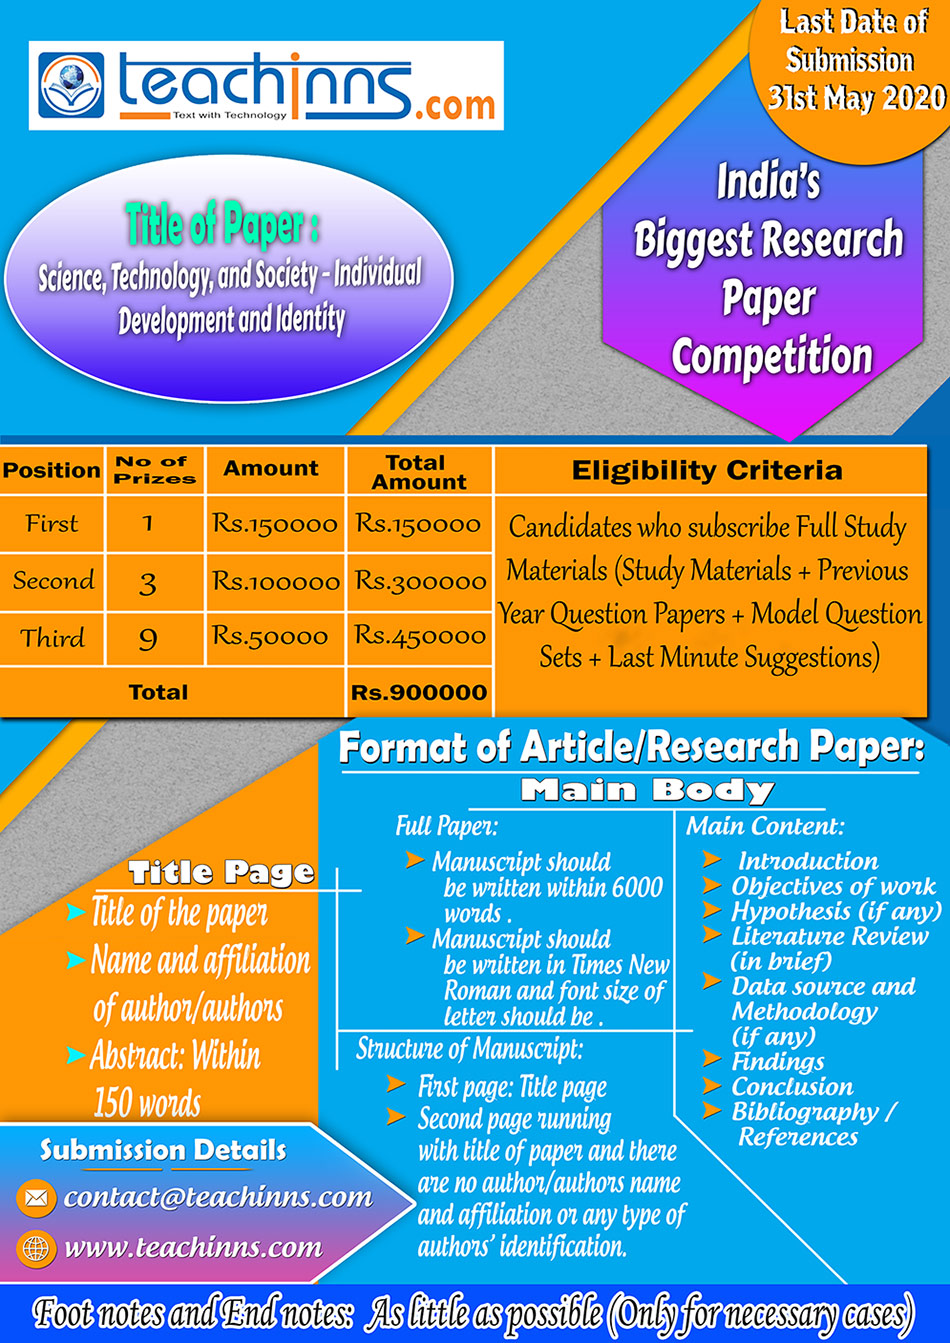 teachinns.com
Text with Technology
Last Date of
Submission
31st May 2020
India's
Biggest Research
Paper
Competition
Title of Paper :
Science, Technology, and Society - Individual
Development and Identity
Position No of Prizes Amount Total Amount
First 1 Rs.150000 Rs.150000
Second 3 Rs.100000 Rs.300000
Third 9 Rs.50000 Rs.450000
Total Rs.900000
Eligibility Criteria
Candidates who subscribe Full Study
Materials (Study Materials + Previous
Year Question Papers + Model Question
Sets + Last Minute Suggestions)
Format of Article/Research Paper:
Title Page
Title of the paper
Name and affiliation
of author/authors
Abstract: Within
150 words
Main Body
Full Paper:
Manuscript should
be written within 6000
words .
Manuscript should
be written in Times New
Roman and font size of
letter should be .
Structure of Manuscript:
First page: Title page
Second page running
with title of paper and there
are no author/authors name
and affiliation or any type of
authors' identification.
Main Content:
Introduction
Objectives of work
Hypothesis (if any)
Literature Review
(in brief)
Data source and
Methodology
(if any)
Findings
Conclusion
Bibliography /
References
Submission Details
contact@teachinns.com
www.teachinns.com
Foot notes and End notes: As little as possible (Only for necessary cases)